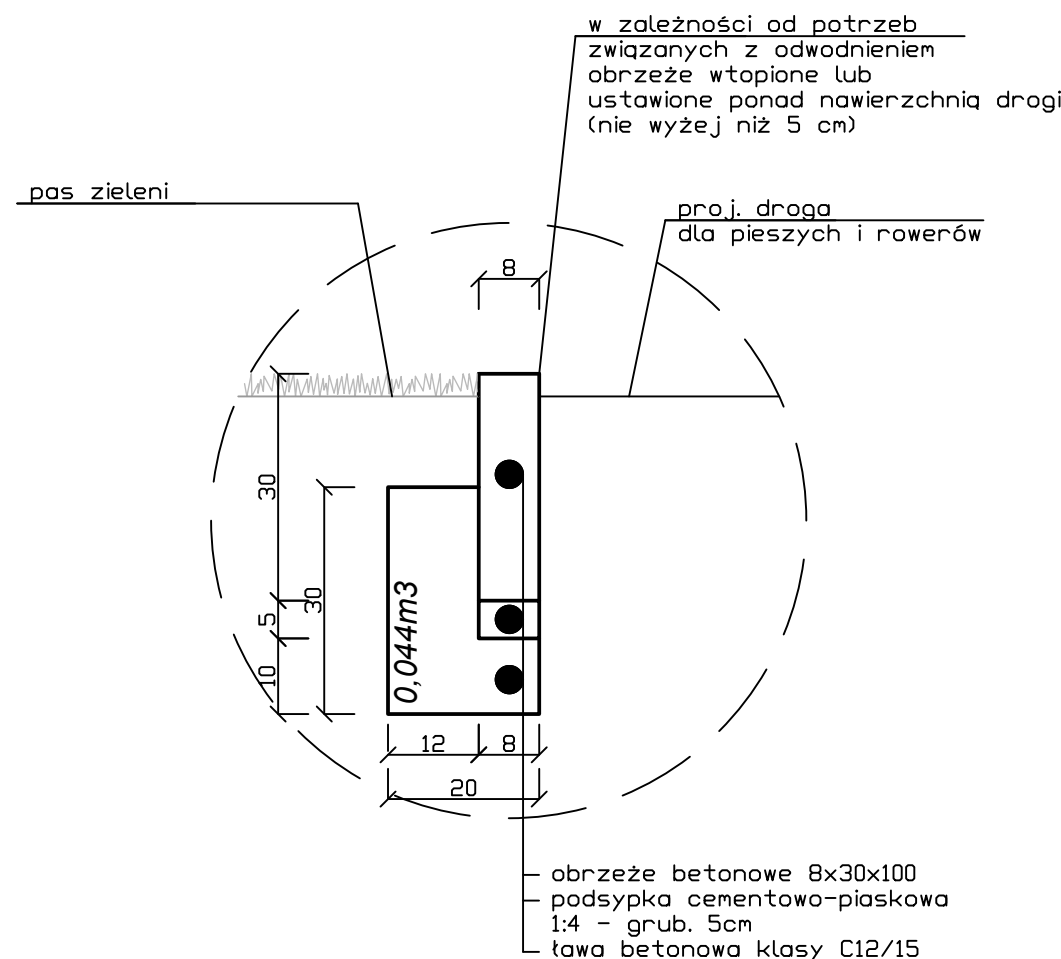 w zależności od potrzeb
związanych z odwodnieniem
obrzeże wtopione lub
ustawione ponad nawierzchnią drogi
(nie wyżej niż 5 cm)
pas zieleni
proj. droga
dla pieszych i rowerów
8
30
30
5
10
0,044m3
12
8
20
obrzeże betonowe 8x30x100
podsypka cementowo-piaskowa
1:4 - grub. 5cm
ława betonowa klasy C12/15